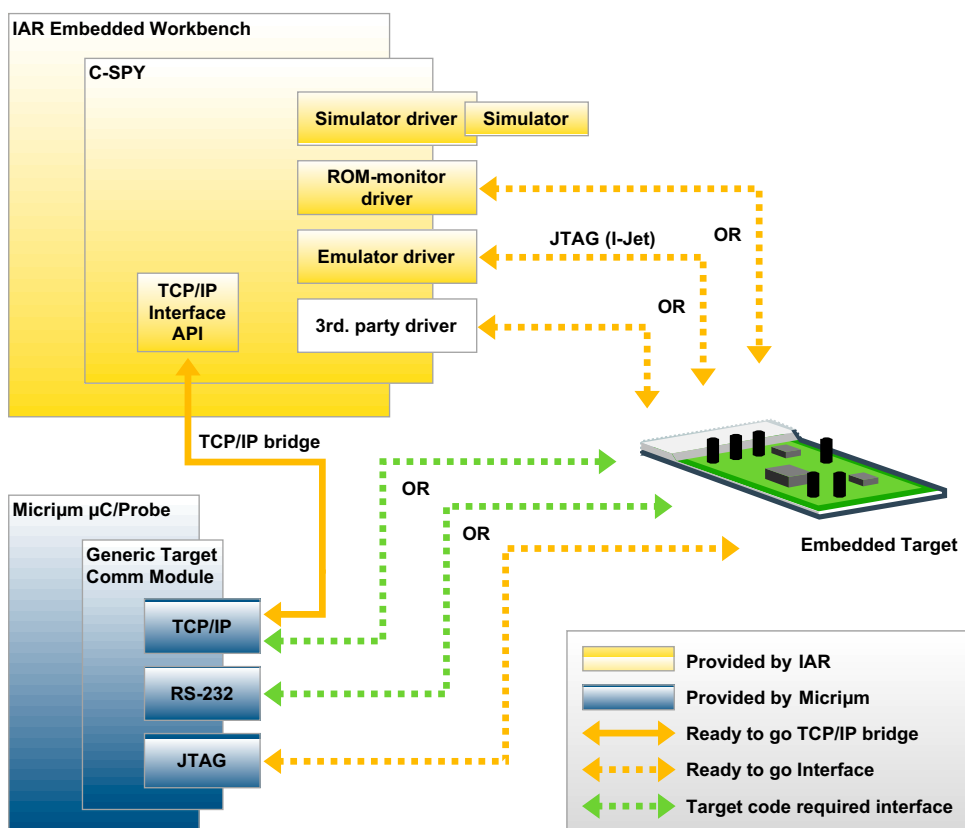 IAR Embedded Workbench
C-SPY
Simulator driver
Simulator
ROM-monitor
driver
JTAG (I-Jet)
OR
Emulator driver
TCP/IP
Interface
API
3rd. party driver
OR
TCP/IP bridge
OR
OR
Embedded Target
Micriµm µC/Probe
Generic Target
Comm Module
TCP/IP
RS-232
JTAG
Provided by IAR
Provided by Micriµm
Ready to go TCP/IP bridge
Ready to go Interface
Target code required interface